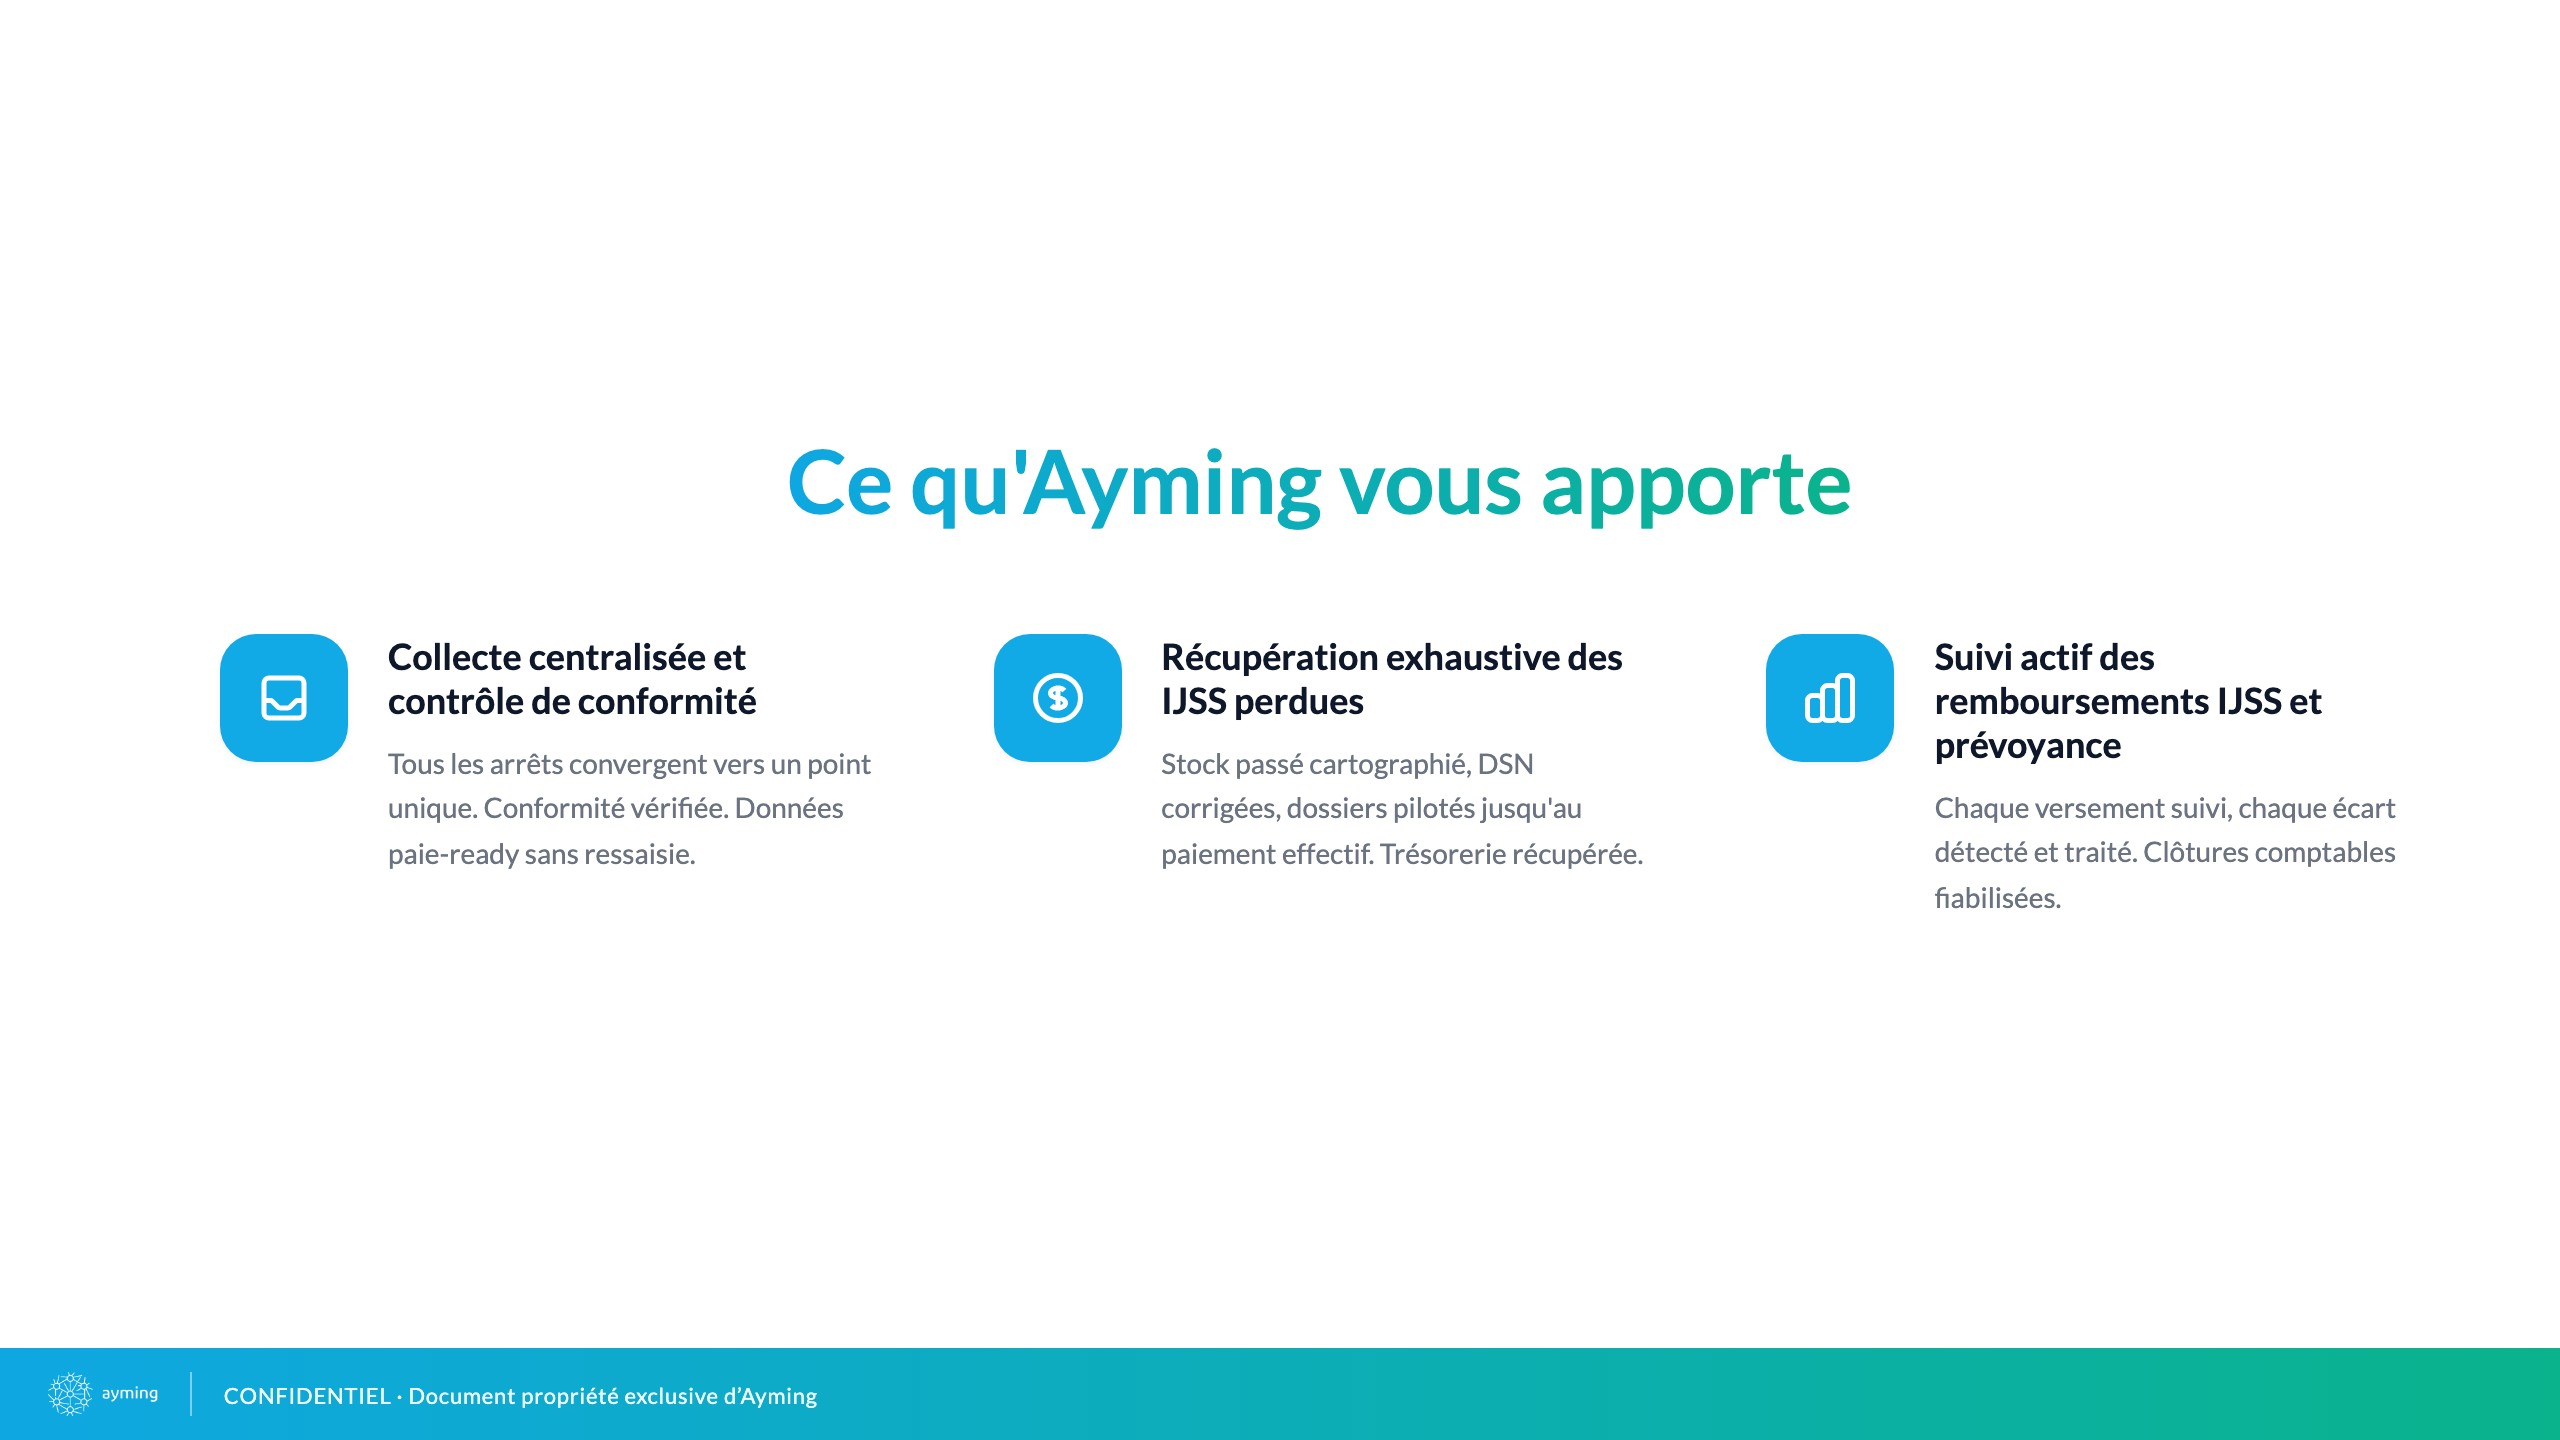 Ce qu'Ayming vous apporte
Collecte centralisée et
contrôle de conformité
Tous les arrêts convergent vers un point
unique. Conformité vérifiée. Données
paie-ready sans ressaisie.
Récupération exhaustive des
IJSS perdues
Stock passé cartographié, DSN
corrigées, dossiers pilotés jusqu'au
paiement effectif. Trésorerie récupérée.
Suivi actif des
remboursements IJSS et
prévoyance
Chaque versement suivi, chaque écart
détecté et traité. Clôtures comptables
fiabilisées.
ayming
CONFIDENTIEL · Document propriété exclusive d’Ayming